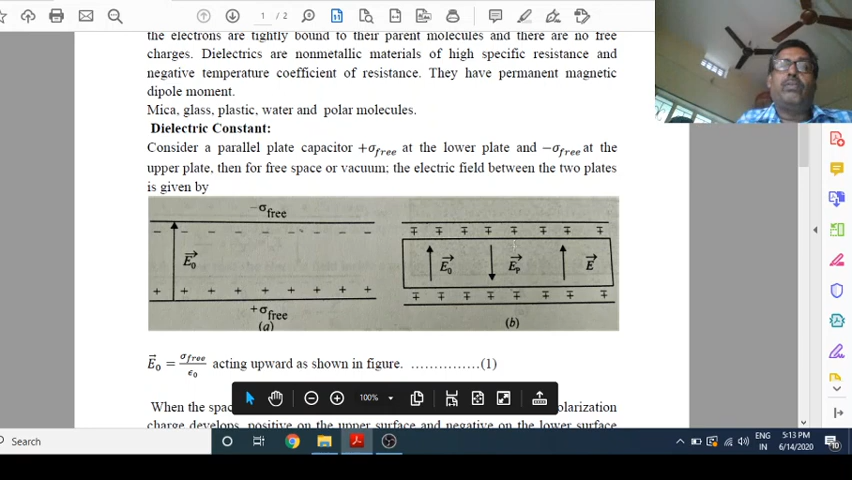 1 / 2
the electrons are tightly bound to their parent molecules and there are no free
charges. Dielectrics are nonmetallic materials of high specific resistance and
negative temperature coefficient of resistance. They have permanent magnetic
dipole moment.
Mica, glass, plastic, water and polar molecules.
Dielectric Constant:
Consider a parallel plate capacitor +σfree at the lower plate and −σfree at the
upper plate, then for free space or vacuum; the electric field between the two plates
is given by
−σfree
− − − − − − − − −
E⃗0
+ + + + + + + + +
+σfree
(a)
∓ ∓ ∓ ∓ ∓ ∓ ∓ ∓
E⃗0 E⃗P E⃗
∓ ∓ ∓ ∓ ∓ ∓ ∓ ∓
(b)
E⃗0 = σfree/ϵ0 acting upward as shown in figure. ……………(1)
100%
When the spac olarization
charge develops, positive on the upper surface and negative on the lower surface
Search
ENG
IN
5:13 PM
6/14/2020
10